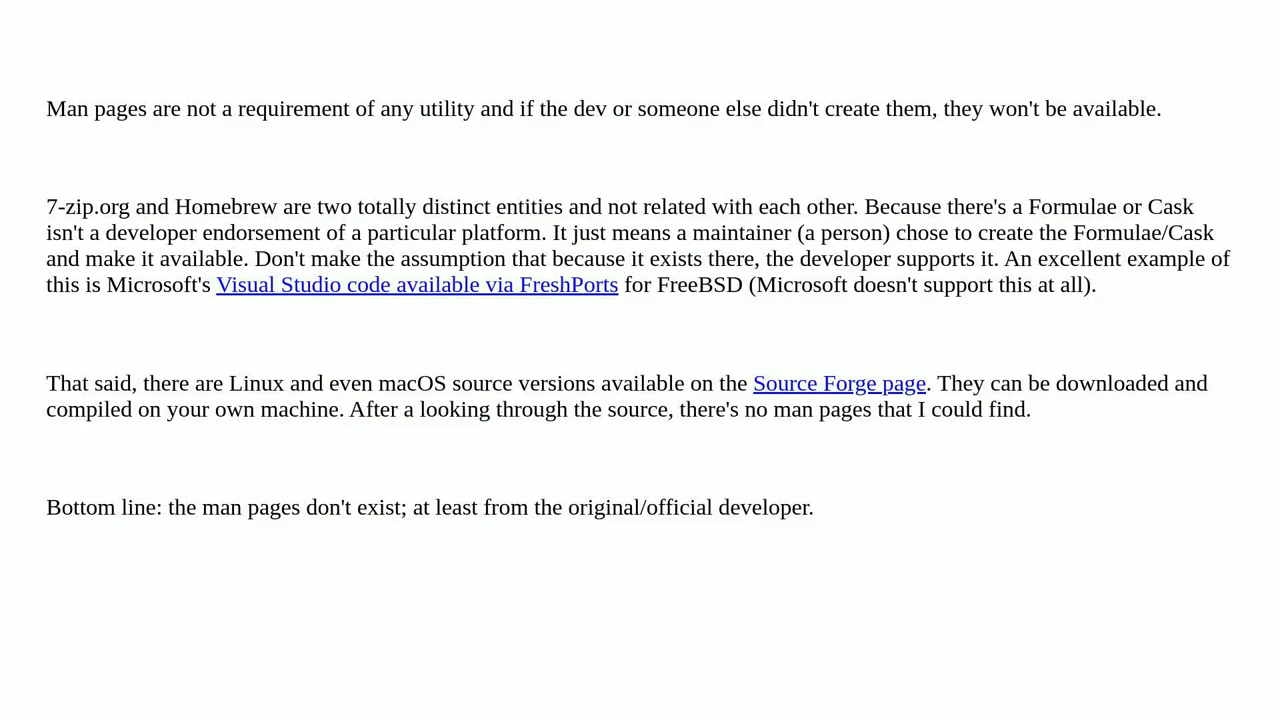 Man pages are not a requirement of any utility and if the dev or someone else didn't create them, they won't be available.
7-zip.org and Homebrew are two totally distinct entities and not related with each other. Because there's a Formulae or Cask
isn't a developer endorsement of a particular platform. It just means a maintainer (a person) chose to create the Formulae/Cask
and make it available. Don't make the assumption that because it exists there, the developer supports it. An excellent example of
this is Microsoft's Visual Studio code available via FreshPorts for FreeBSD (Microsoft doesn't support this at all).
That said, there are Linux and even macOS source versions available on the Source Forge page. They can be downloaded and
compiled on your own machine. After a looking through the source, there's no man pages that I could find.
Bottom line: the man pages don't exist; at least from the original/official developer.